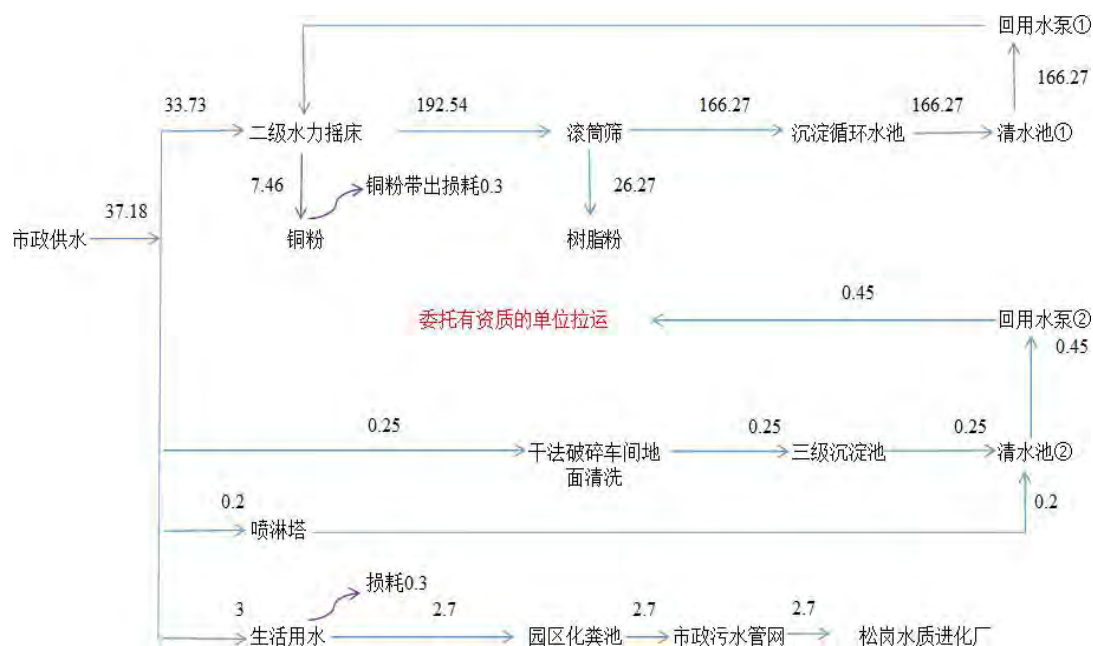 回用水泵①
166.27
33.73
192.54
166.27
166.27
二级水力摇床
滚筒筛
沉淀循环水池
清水池①
7.46
铜粉带出损耗0.3
26.27
37.18
市政供水
铜粉
树脂粉
0.45
委托有资质的单位拉运
回用水泵②
0.45
0.25
0.25
0.25
干法破碎车间地
面清洗
三级沉淀池
清水池②
0.2
0.2
喷淋塔
损耗0.3
3
2.7
2.7
2.7
生活用水
园区化粪池
市政污水管网
松岗水质进化厂